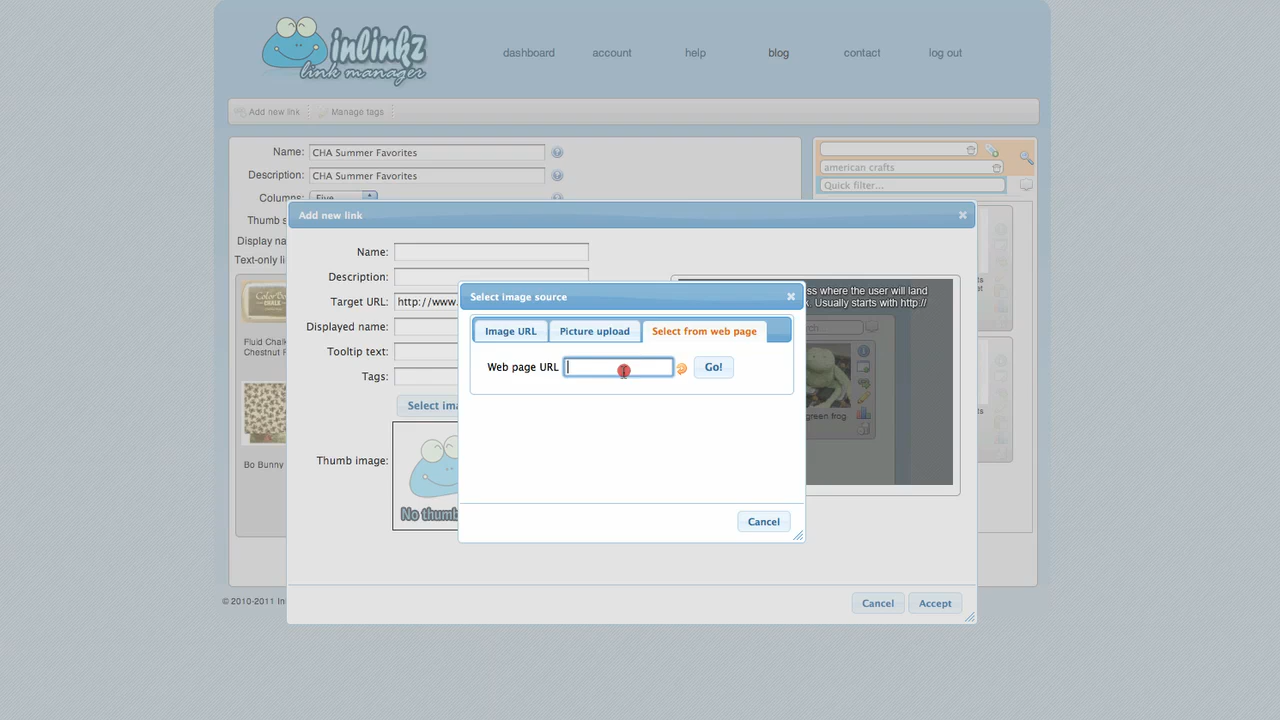 inlinkz
link manager
dashboard account help blog contact log out
Add new link Manage tags
Name: CHA Summer Favorites
Description: CHA Summer Favorites
Columns: Five
american crafts
Quick filter...
Thumb s
Display na
Text-only li
Fluid Chalk
Chestnut R
Bo Bunny
Add new link
Name:
Description:
Target URL: http://www.
Displayed name:
Tooltip text:
Tags:
Select ima
Thumb image:
No thumb
ss where the user will land
. Usually starts with http://
green frog
Select image source
Image URL Picture upload Select from web page
Web page URL Go!
Cancel
Cancel Accept
© 2010-2011 In